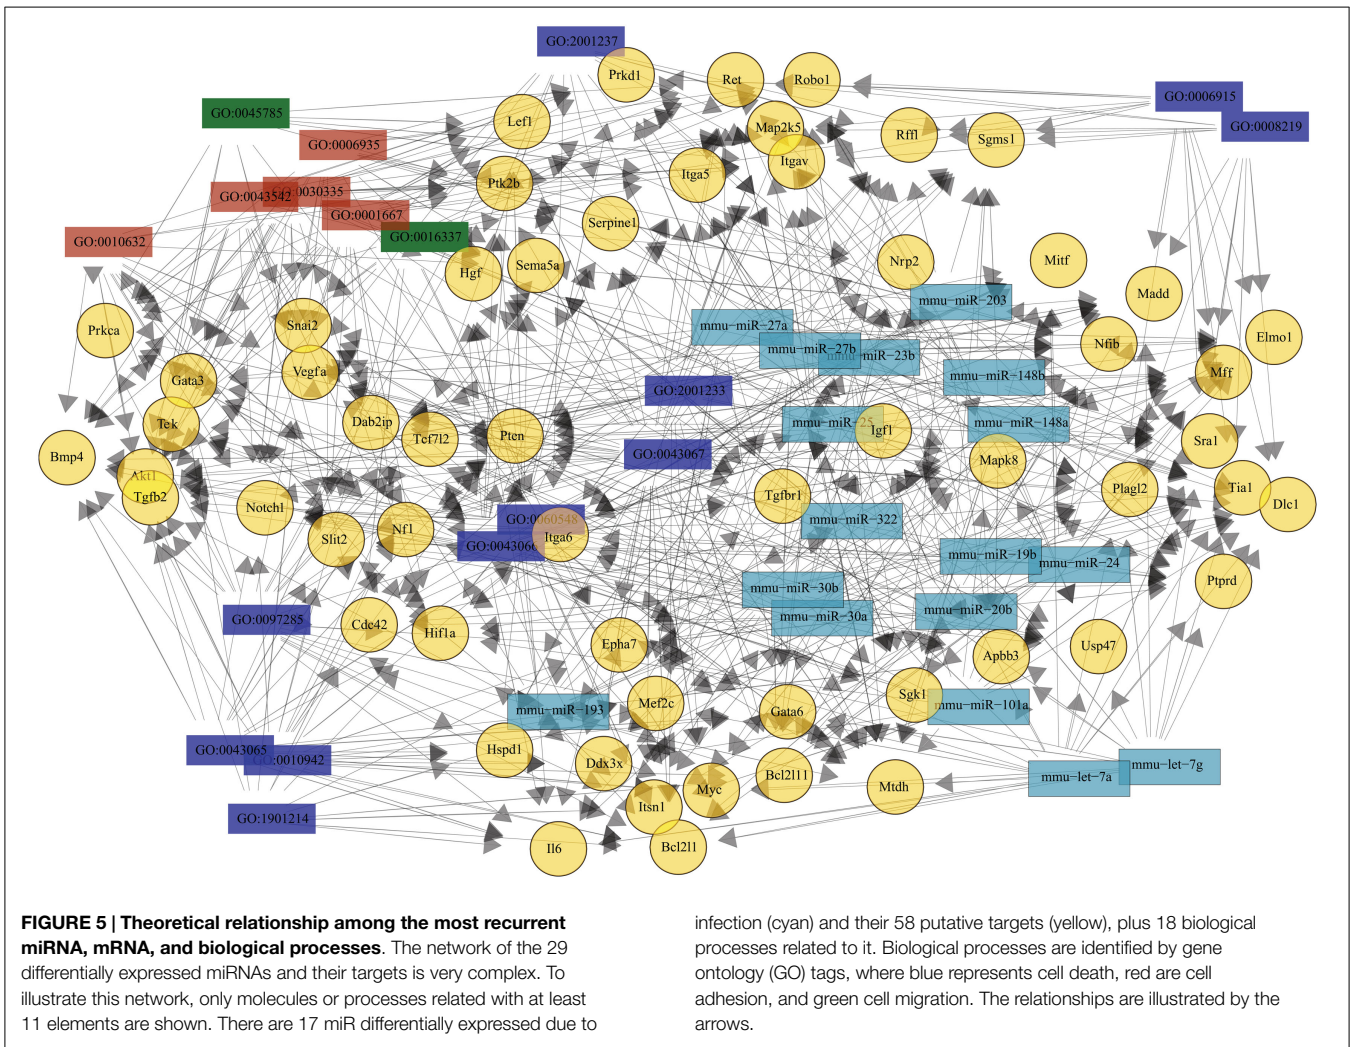 GO:2001237
Prkd1
Ret
Robo1
GO:0006915
GO:0008219
GO:0045785
Lef1
Map2k5
Rffl
Sgms1
GO:0006935
Itgav
Itga5
Ptk2b
GO:0043542
GO:0030335
GO:0001667
Serpine1
GO:0010632
GO:0016337
Hgf
Sema5a
Nrp2
Mitf
mmu-miR-203
Madd
Prkca
Snai2
mmu-miR-27a
mmu-miR-27b
mmu-miR-23b
Nfib
Elmo1
Gata3
Vegfa
GO:2001233
mmu-miR-148b
Mff
Tek
Dab2ip
Tcf7l2
Pten
mmu-miR-25
Igf1
mmu-miR-148a
Sra1
Bmp4
GO:0043067
Mapk8
Akt1
Tgfb2
Notch1
Tgfbr1
Plagl2
Tia1
Dlc1
Slit2
Nf1
GO:0060548
GO:0043066
Itga6
mmu-miR-322
mmu-miR-19b
mmu-miR-24
Ptprd
GO:0097285
Cdc42
Hif1a
mmu-miR-30b
mmu-miR-30a
mmu-miR-20b
Epha7
Apbb3
Usp47
mmu-miR-193
Mef2c
Gata6
Sgk1
mmu-miR-101a
GO:0043065
GO:0010942
Hspd1
Ddx3x
Bcl2l11
Mtdh
mmu-let-7a
mmu-let-7g
GO:1901214
Itsn1
Myc
Il6
Bcl2l1
FIGURE 5 | Theoretical relationship among the most recurrent
miRNA, mRNA, and biological processes. The network of the 29
differentially expressed miRNAs and their targets is very complex. To
illustrate this network, only molecules or processes related with at least
11 elements are shown. There are 17 miR differentially expressed due to
infection (cyan) and their 58 putative targets (yellow), plus 18 biological
processes related to it. Biological processes are identified by gene
ontology (GO) tags, where blue represents cell death, red are cell
adhesion, and green cell migration. The relationships are illustrated by the
arrows.